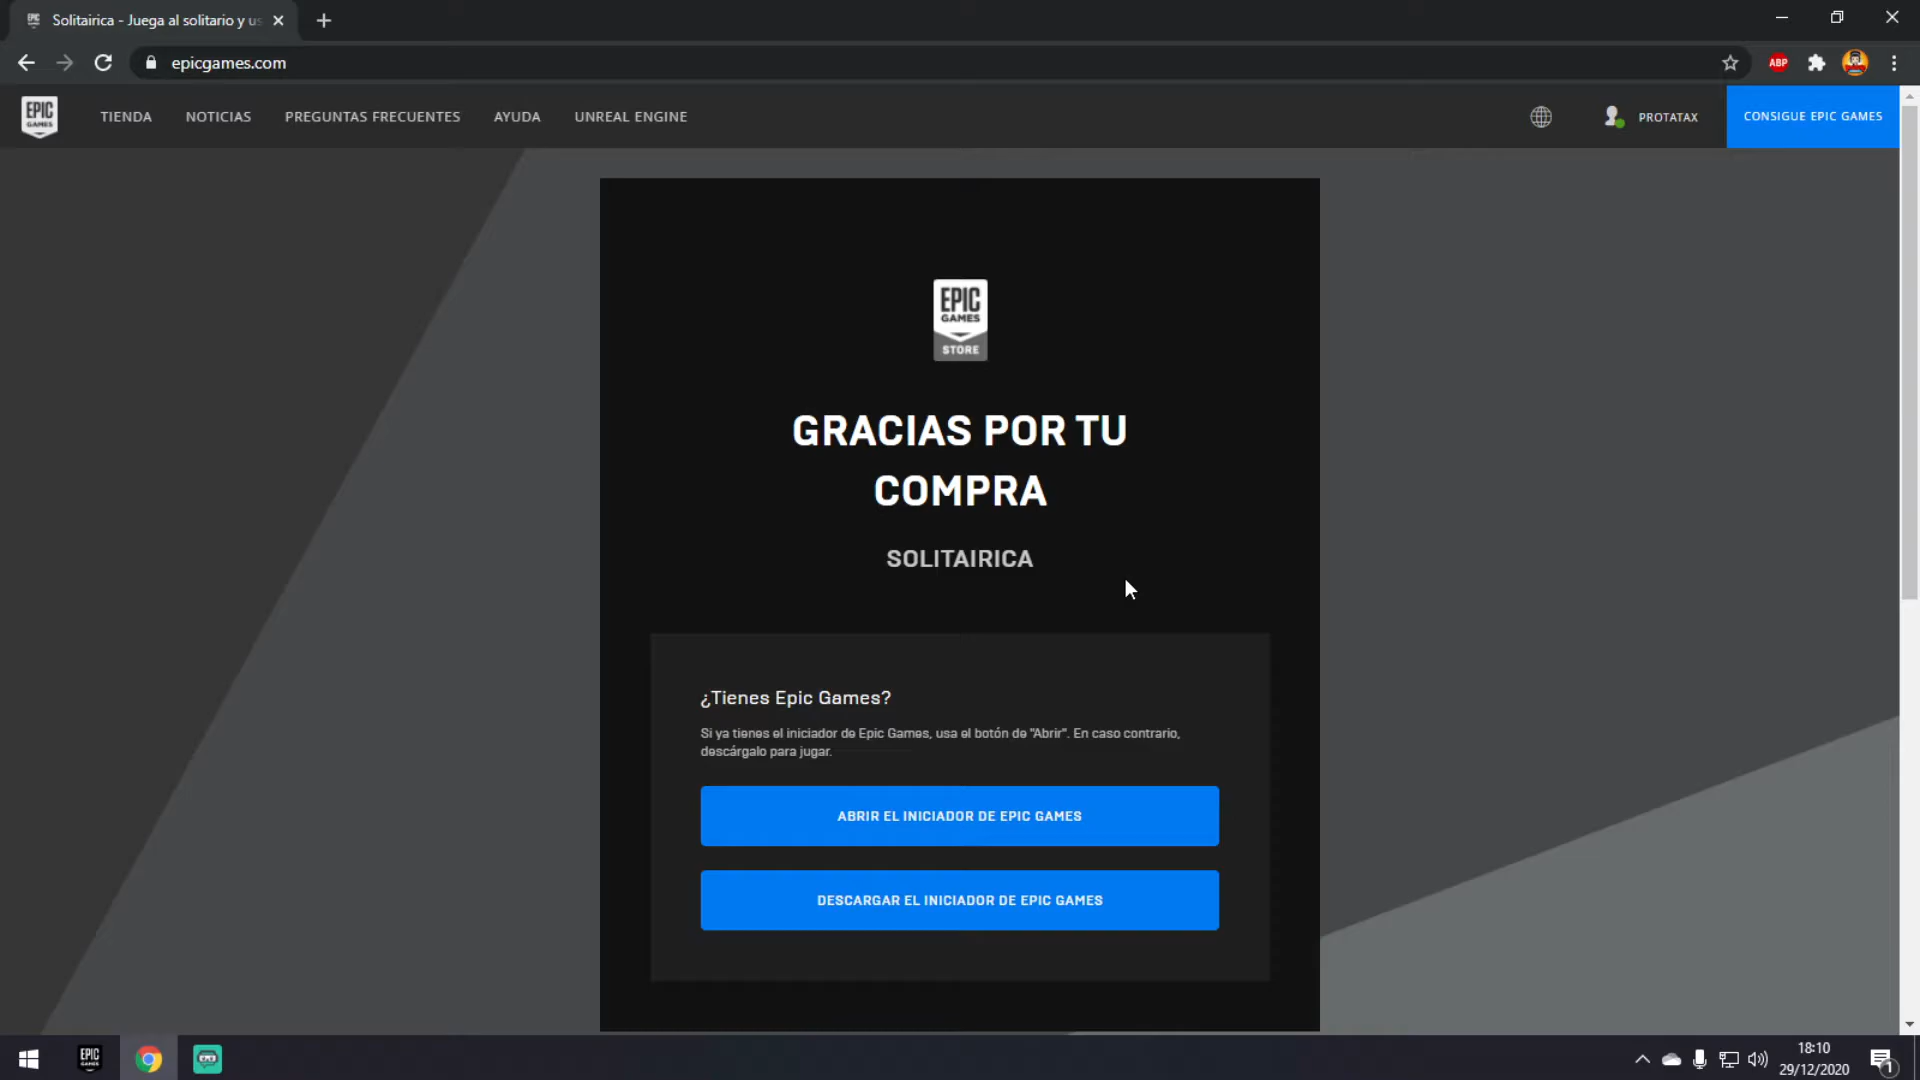 Solitairica - Juega al solitario y us
epicgames.com
ABP
EPIC
GAMES
TIENDA
NOTICIAS
PREGUNTAS FRECUENTES
AYUDA
UNREAL ENGINE
PROTATAX
CONSIGUE EPIC GAMES
EPIC
GAMES
STORE
GRACIAS POR TU
COMPRA
SOLITAIRICA
¿Tienes Epic Games?
Si ya tienes el iniciador de Epic Games, usa el botón de "Abrir". En caso contrario,
descárgalo para jugar.
ABRIR EL INICIADOR DE EPIC GAMES
DESCARGAR EL INICIADOR DE EPIC GAMES
EPIC
GAMES
18:10
29/12/2020
1